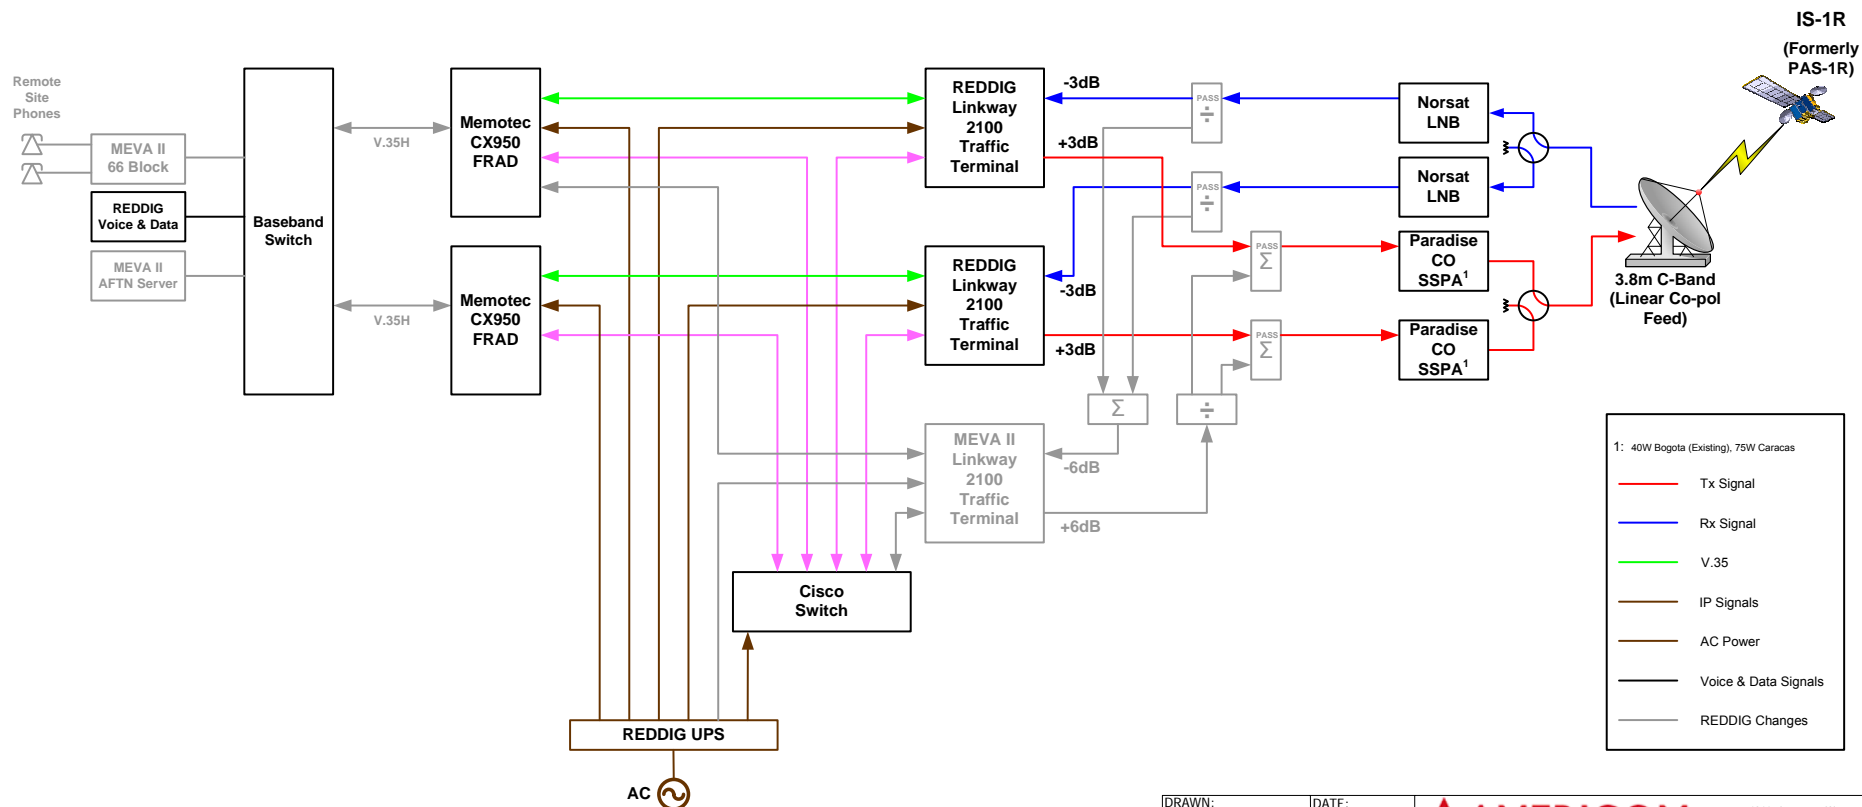 IS-1R
(Formerly
PAS-1R)
Remote
Site
Phones
MEVA II
66 Block
REDDIG
Voice & Data
MEVA II
AFTN Server
Baseband
Switch
V.35H
V.35H
Memotec
CX950
FRAD
Memotec
CX950
FRAD
REDDIG
Linkway
2100
Traffic
Terminal
-3dB
+3dB
REDDIG
Linkway
2100
Traffic
Terminal
-3dB
+3dB
MEVA II
Linkway
2100
Traffic
Terminal
-6dB
+6dB
PASS
÷
PASS
÷
PASS
Σ
PASS
Σ
Σ
÷
Norsat
LNB
Norsat
LNB
Paradise
CO
SSPA1
Paradise
CO
SSPA1
3.8m C-Band
(Linear Co-pol
Feed)
Cisco
Switch
REDDIG UPS
AC
1: 40W Bogota (Existing), 75W Caracas
Tx Signal
Rx Signal
V.35
IP Signals
AC Power
Voice & Data Signals
REDDIG Changes
DRAWN:
DATE:
AMERICOM